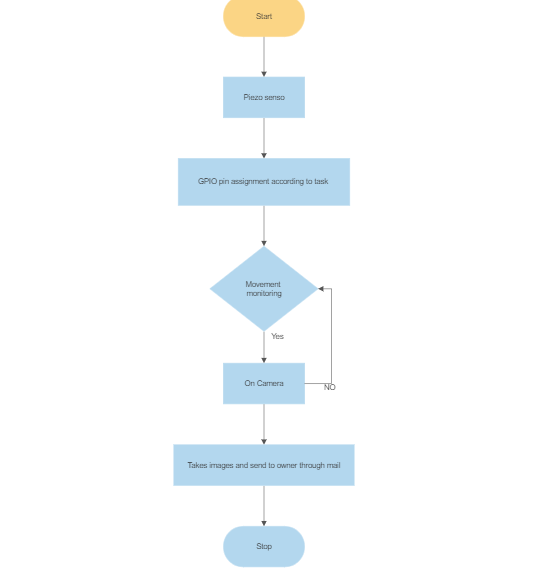 Start
Piezo senso
GPIO pin assignment according to task
Movement
monitoring
Yes
On Camera
NO
Takes images and send to owner through mail
Stop